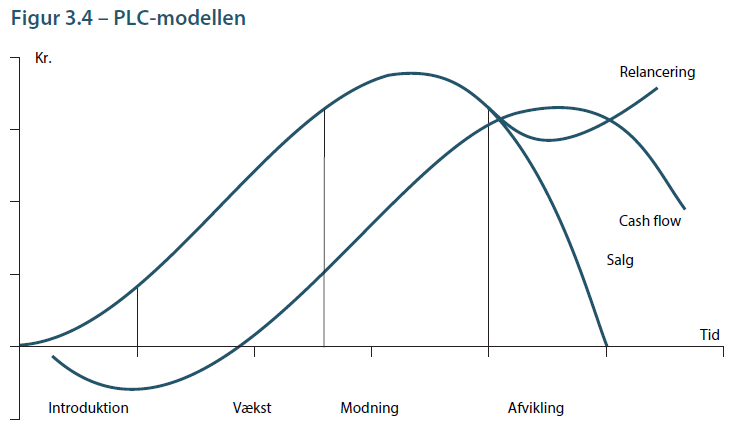 Figur 3.4 – PLC-modellen
Kr.
Relancering
Cash flow
Salg
Tid
Introduktion
Vækst
Modning
Afvikling